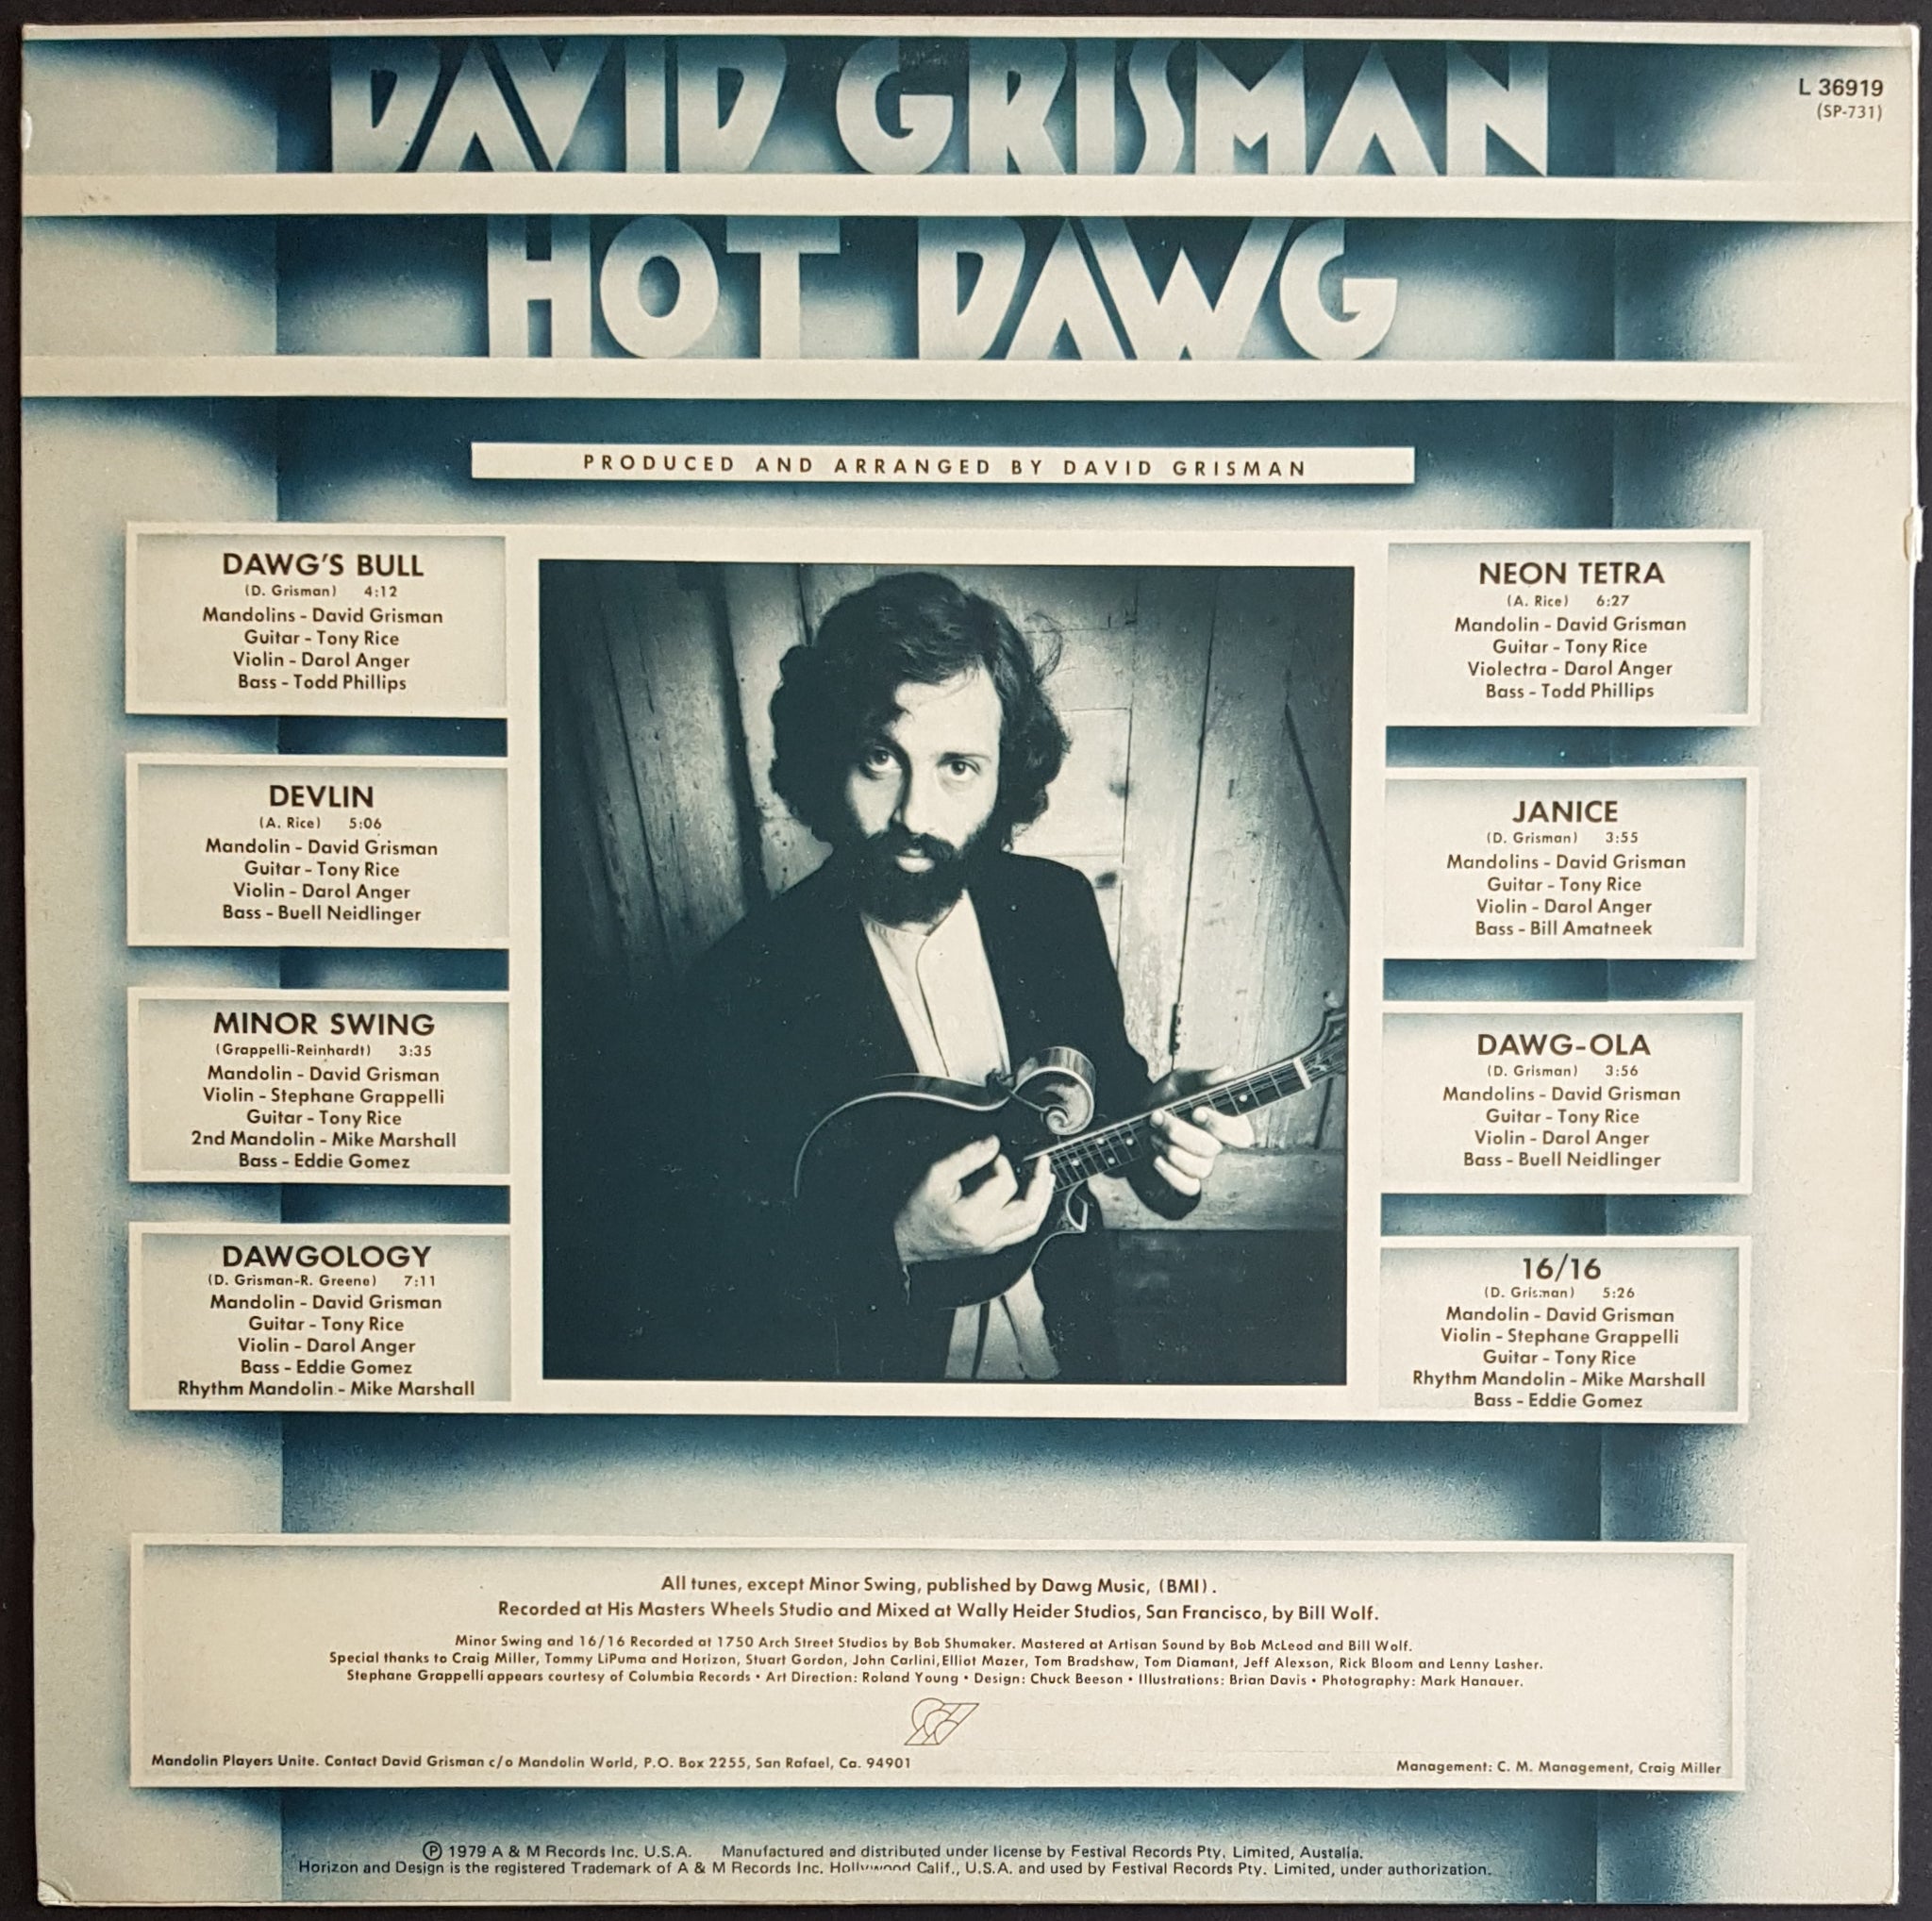 DAVID GRISMAN
L 36919
(SP-731)
HOT DAWG
PRODUCED AND ARRANGED BY DAVID GRISMAN
DAWG'S BULL
(D. Grisman) 4:12
Mandolins - David Grisman
Guitar - Tony Rice
Violin - Darol Anger
Bass - Todd Phillips
DEVLIN
(A. Rice) 5:06
Mandolin - David Grisman
Guitar - Tony Rice
Violin - Darol Anger
Bass - Buell Neidlinger
MINOR SWING
(Grappelli-Reinhardt) 3:35
Mandolin - David Grisman
Violin - Stephane Grappelli
Guitar - Tony Rice
2nd Mandolin - Mike Marshall
Bass - Eddie Gomez
DAWGOLOGY
(D. Grisman-R. Greene) 7:11
Mandolin - David Grisman
Guitar - Tony Rice
Violin - Darol Anger
Bass - Eddie Gomez
Rhythm Mandolin - Mike Marshall
NEON TETRA
(A. Rice) 6:27
Mandolin - David Grisman
Guitar - Tony Rice
Violectra - Darol Anger
Bass - Todd Phillips
JANICE
(D. Grisman) 3:55
Mandolins - David Grisman
Guitar - Tony Rice
Violin - Darol Anger
Bass - Bill Amatneek
DAWG-OLA
(D. Grisman) 3:56
Mandolins - David Grisman
Guitar - Tony Rice
Violin - Darol Anger
Bass - Buell Neidlinger
16/16
(D. Grisman) 5:26
Mandolin - David Grisman
Violin - Stephane Grappelli
Guitar - Tony Rice
Rhythm Mandolin - Mike Marshall
Bass - Eddie Gomez
All tunes, except Minor Swing, published by Dawg Music, (BMI).
Recorded at His Masters Wheels Studio and Mixed at Wally Heider Studios, San Francisco, by Bill Wolf.
Minor Swing and 16/16 Recorded at 1750 Arch Street Studios by Bob Shumaker. Mastered at Artisan Sound by Bob McLeod and Bill Wolf.
Special thanks to Craig Miller, Tommy LiPuma and Horizon, Stuart Gordon, John Carlini, Elliot Mazer, Tom Bradshaw, Tom Diamant, Jeff Alexson, Rick Bloom and Lenny Lasher.
Stephane Grappelli appears courtesy of Columbia Records • Art Direction: Roland Young • Design: Chuck Beeson • Illustrations: Brian Davis • Photography: Mark Hanauer.
Mandolin Players Unite. Contact David Grisman c/o Mandolin World, P.O. Box 2255, San Rafael, Ca. 94901
Management: C. M. Management, Craig Miller
Ⓟ 1979 A & M Records Inc. U.S.A. Manufactured and distributed under license by Festival Records Pty. Limited, Austalia.
Horizon and Design is the registered Trademark of A & M Records Inc. Hollywood Calif., U.S.A. and used by Festival Records Pty. Limited, under authorization.